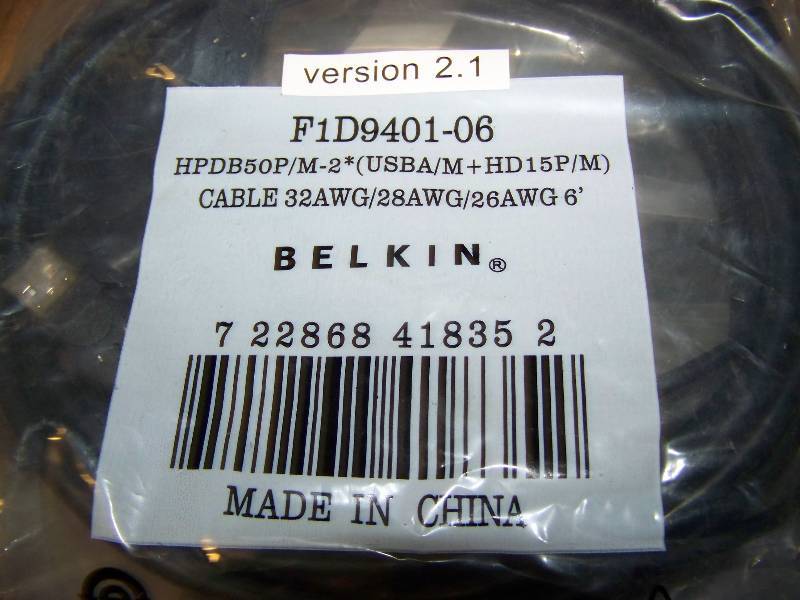 version 2.1
F1D9401-06
HPDB50P/M-2*(USBA/M+HD15P/M)
CABLE 32AWG/28AWG/26AWG 6'
BELKIN®
7 22868 41835 2
MADE IN CHINA